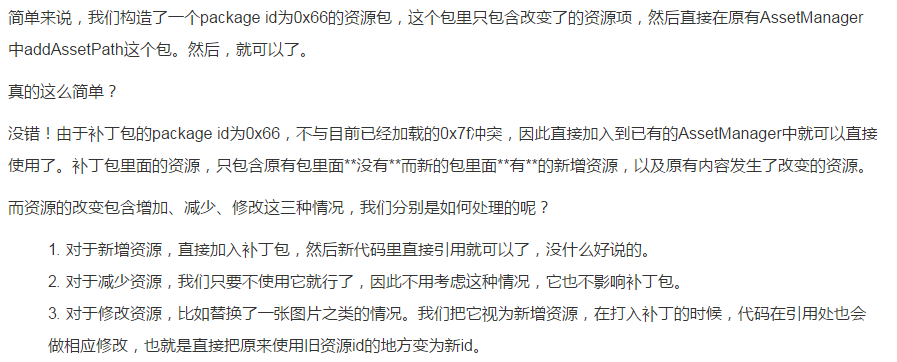 简单来说，我们构造了一个package id为0x66的资源包，这个包里只包含改变了的资源项，然后直接在原有AssetManager
中addAssetPath这个包。然后，就可以了。
真的这么简单？
没错！由于补丁包的package id为0x66，不与目前已经加载的0x7f冲突，因此直接加入到已有的AssetManager中就可以直接
使用了。补丁包里面的资源，只包含原有包里面**没有**而新的包里面**有**的新增资源，以及原有内容发生了改变的资源。
而资源的改变包含增加、减少、修改这三种情况，我们分别是如何处理的呢？
1. 对于新增资源，直接加入补丁包，然后新代码里直接引用就可以了，没什么好说的。
2. 对于减少资源，我们只要不使用它就行了，因此不用考虑这种情况，它也不影响补丁包。
3. 对于修改资源，比如替换了一张图片之类的情况。我们把它视为新增资源，在打入补丁的时候，代码在引用处也会
做相应修改，也就是直接把原来使用旧资源id的地方变为新id。